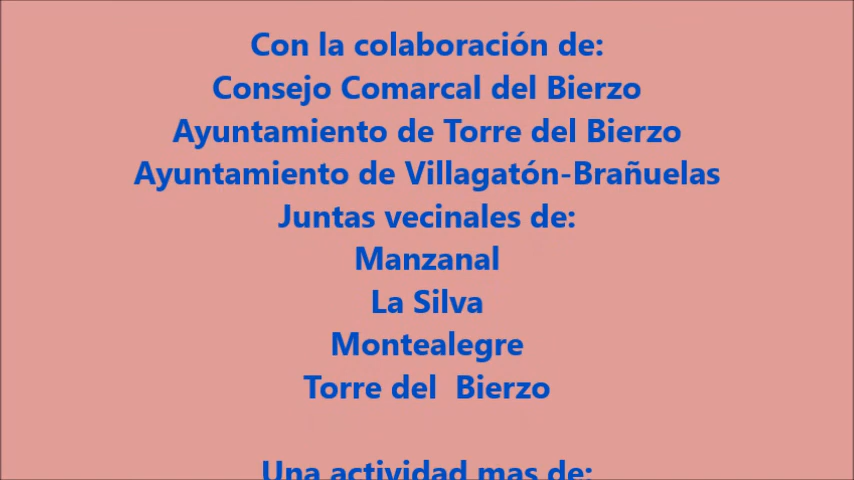 Con la colaboración de:
Consejo Comarcal del Bierzo
Ayuntamiento de Torre del Bierzo
Ayuntamiento de Villagatón-Brañuelas
Juntas vecinales de:
Manzanal
La Silva
Montealegre
Torre del  Bierzo
Una actividad mas de: